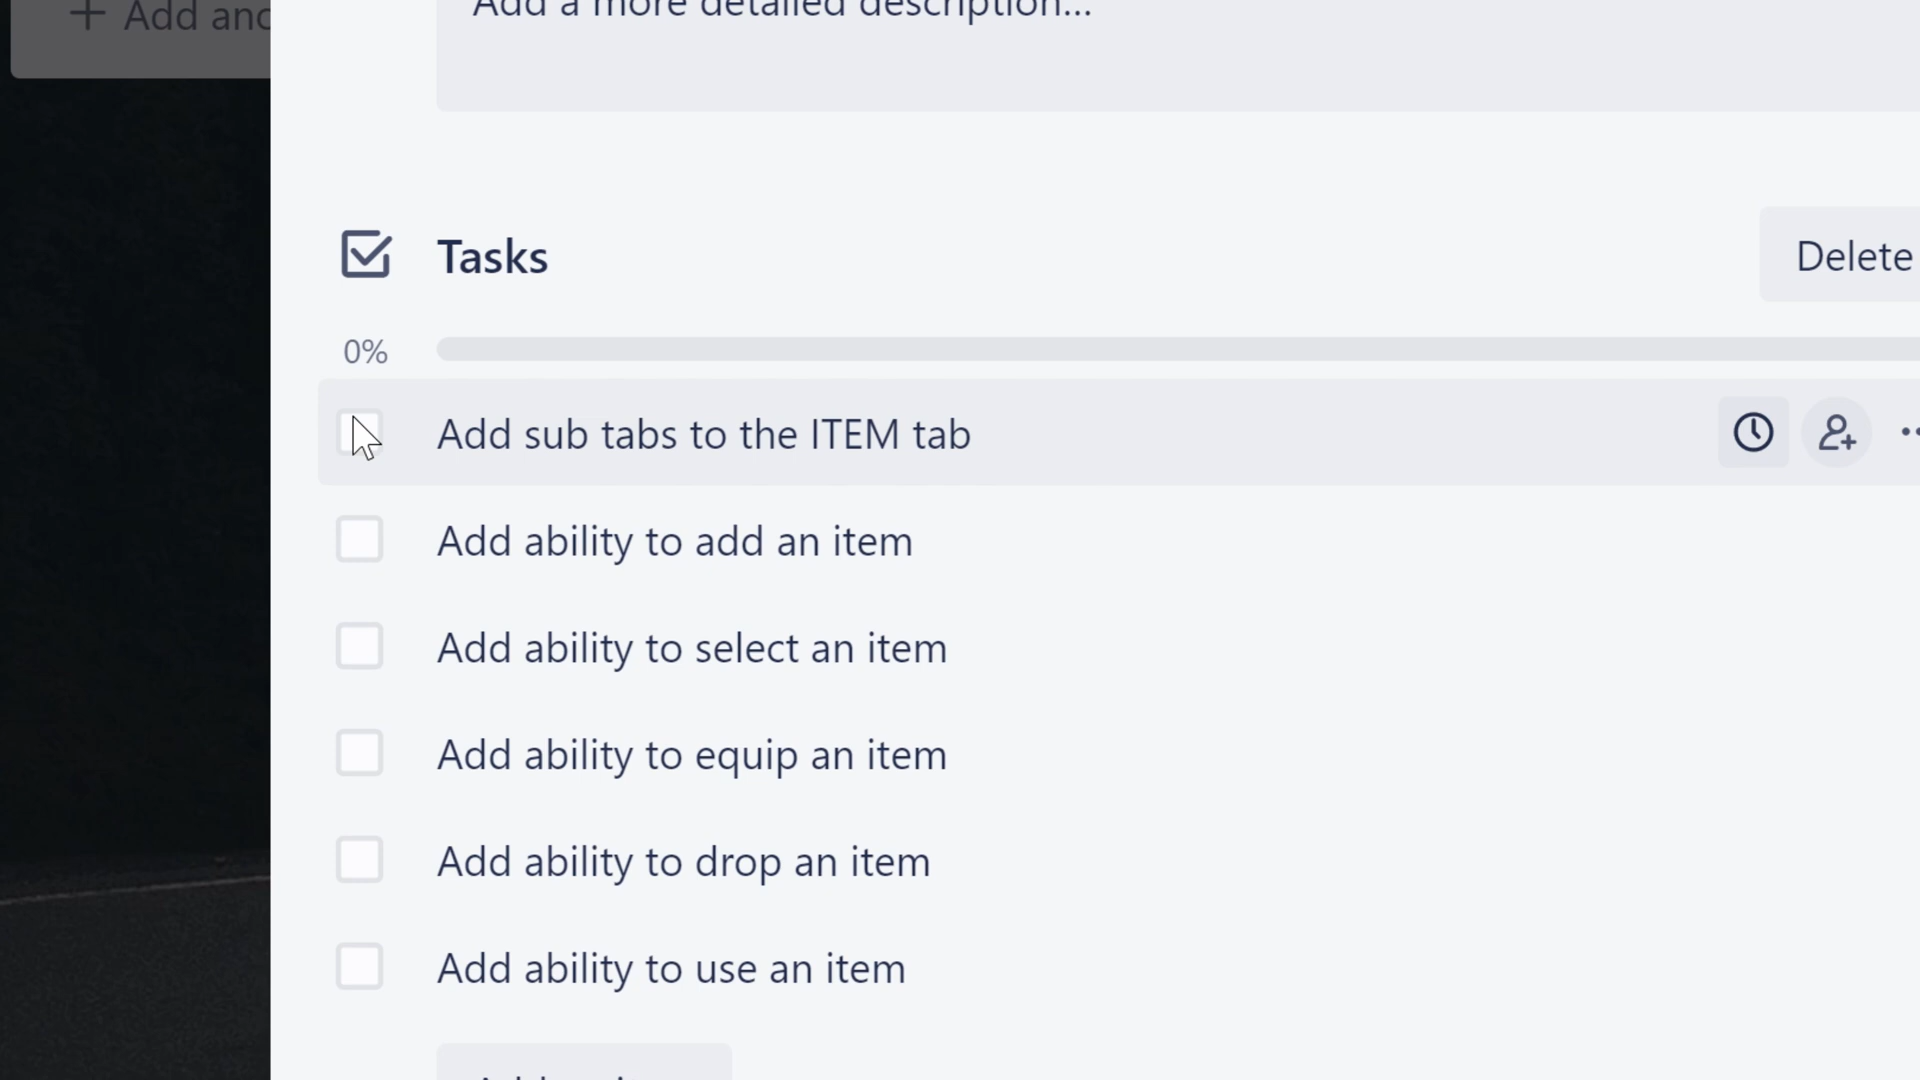 Add a more detailed description...
+ Add
Tasks
Delete
0%
Add sub tabs to the ITEM tab
Add ability to add an item
Add ability to select an item
Add ability to equip an item
Add ability to drop an item
Add ability to use an item